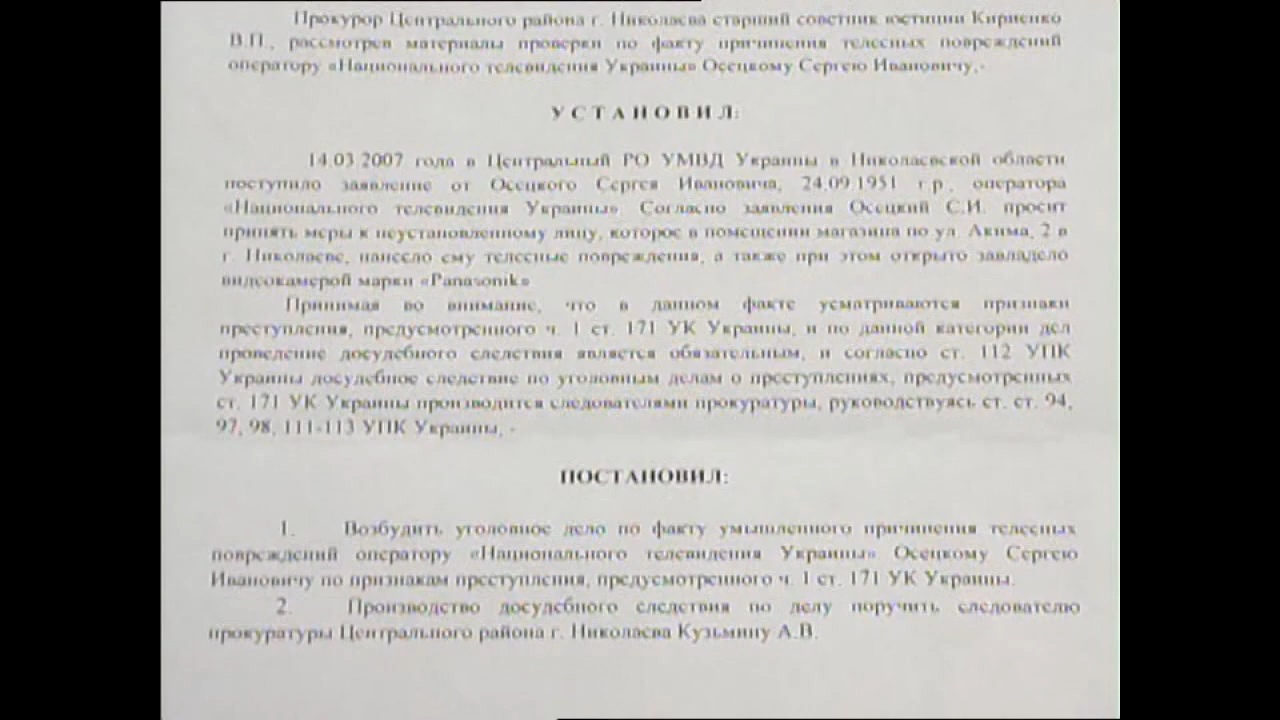 Прокурор Центрального района г. Николаева старший советник юстиции Кириенко
В.П., рассмотрев материалы проверки по факту причинения телесных повреждений
оператору «Национального телевидения Украины» Осецкому Сергею Ивановичу,-
У С Т А Н О В И Л:
14.03.2007 года в Центральный РО УМВД Украины в Николаевской области
поступило заявление от Осецкого Сергея Ивановича, 24.09.1951 г.р., оператора
«Национального телевидения Украины» Согласно заявления Осецкий С.И. просит
принять меры к неустановленному лицу, которое в помещении магазина по ул. Акима, 2 в
г. Николаеве, нанесло ему телесные повреждения, а также при этом открыто завладело
видеокамерой марки «Panasonik»
Принимая во внимание, что в данном факте усматриваются признаки
преступления, предусмотренного ч. 1 ст. 171 УК Украины, и по данной категории дел
проведение досудебного следствия является обязательным, и согласно ст. 112 УПК
Украины досудебное следствие по уголовным делам о преступлениях, предусмотренных
ст. 171 УК Украины производится следователями прокуратуры, руководствуясь ст. ст. 94,
97, 98, 111-113 УПК Украины, -
ПОСТАНОВИЛ:
1. Возбудить уголовное дело по факту умышленного причинения телесных
повреждений оператору «Национального телевидения Украины» Осецкому Сергею
Ивановичу по признакам преступления, предусмотренного ч. 1 ст. 171 УК Украины.
2. Производство досудебного следствия по делу поручить следователю
прокуратуры Центрального района г. Николаева Кузьмину А.В.